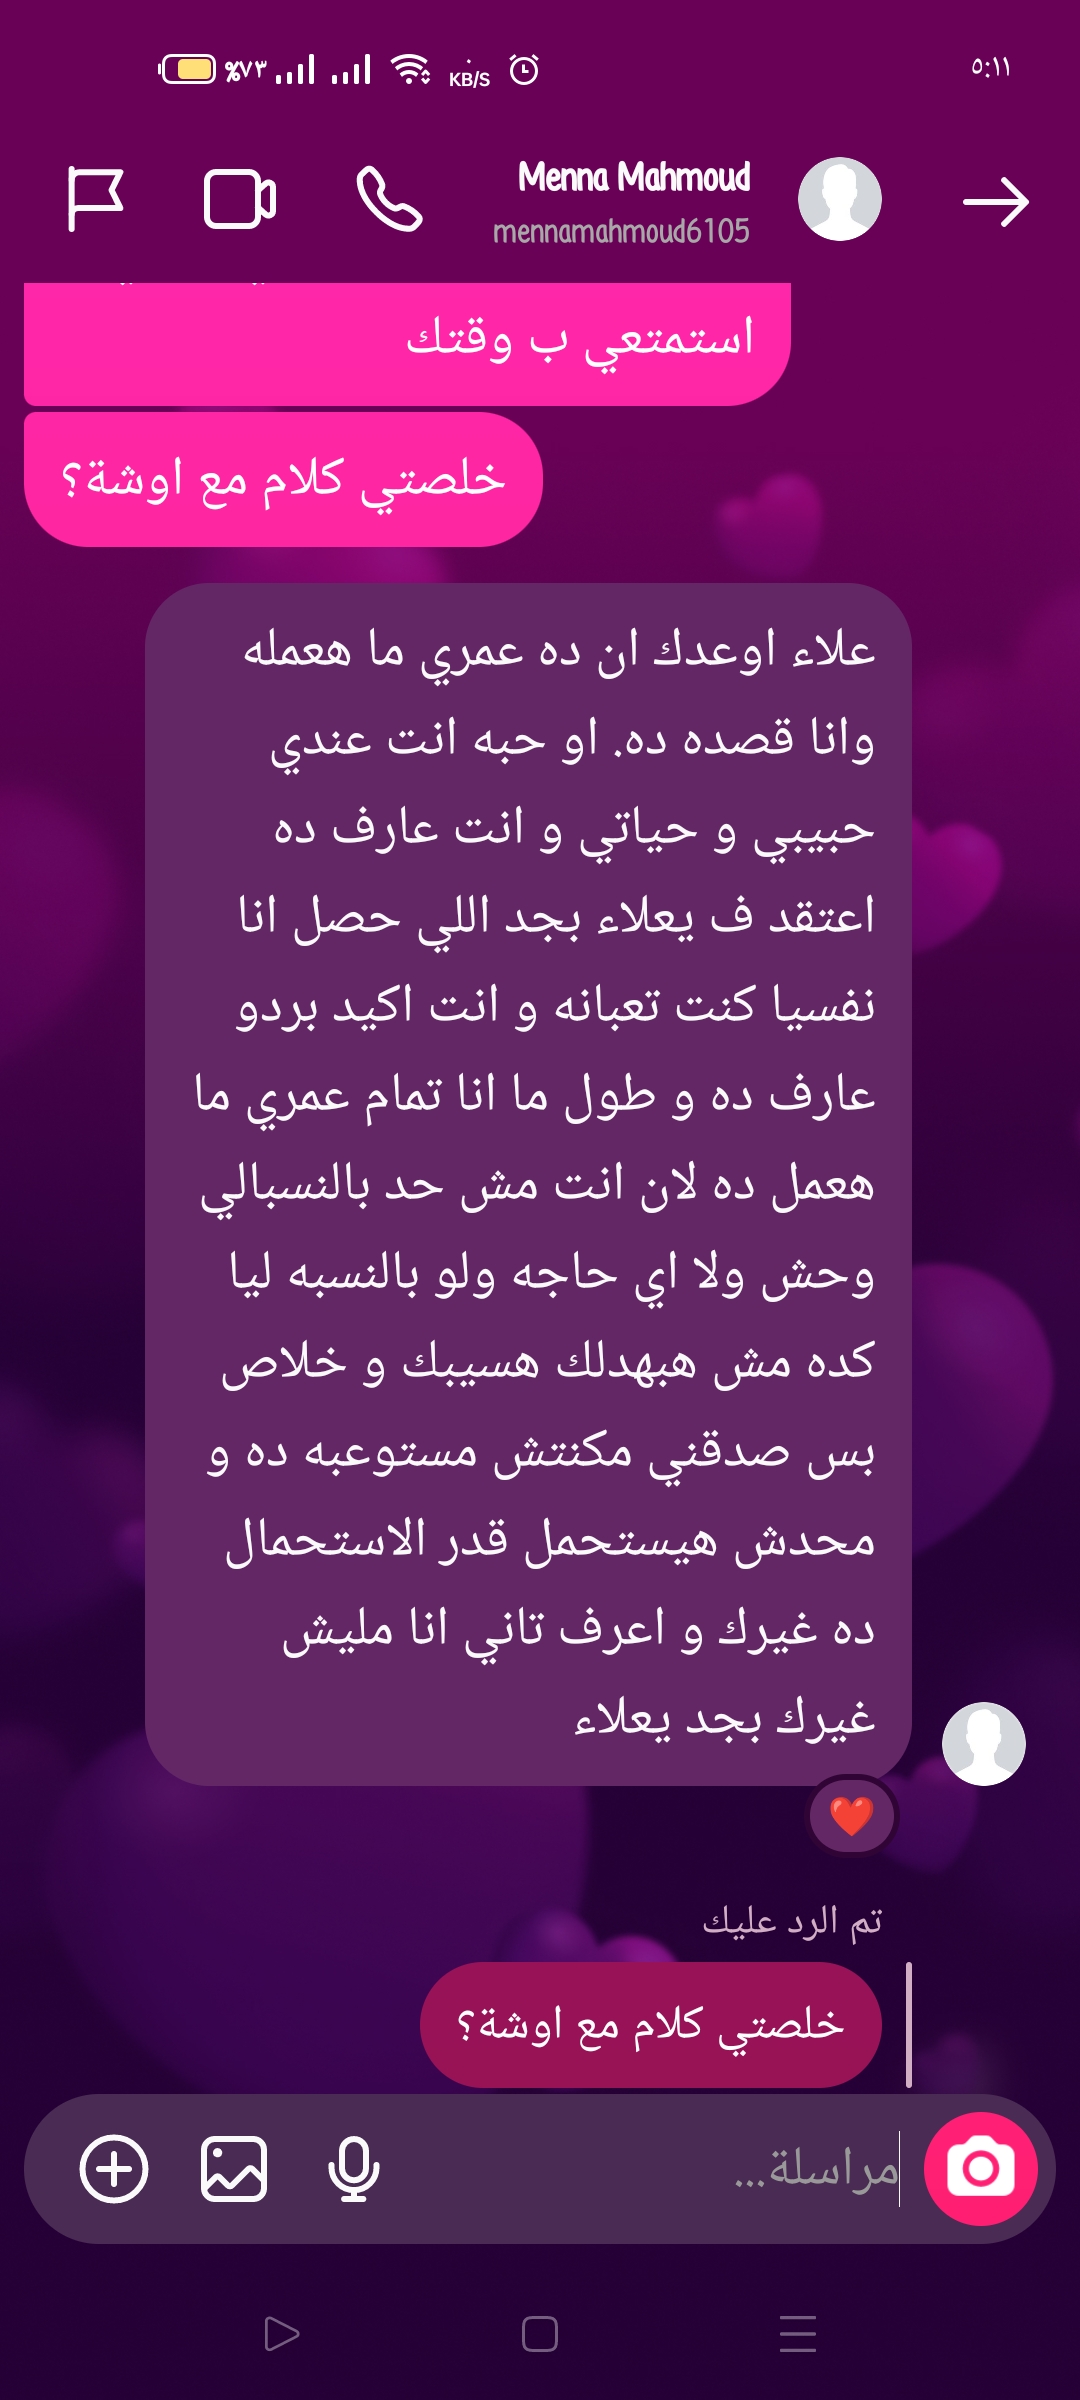 %٧٣
KB/S
٥:١١
Menna Mahmoud
mennamahmoud6105
استمتعي ب وقتك
خلصتي كلام مع اوشة؟
علاء اوعدك ان ده عمري ما هعمله
وانا قصده ده. او حبه انت عندي
حبيبي و حياتي و انت عارف ده
اعتقد ف يعلاء بجد اللي حصل انا
نفسيا كنت تعبانه و انت اكيد بردو
عارف ده و طول ما انا تمام عمري ما
هعمل ده لان انت مش حد بالنسبالي
وحش ولا اي حاجه ولو بالنسبه ليا
كده مش هبهدلك هسيبك و خلاص
بس صدقني مكنتش مستوعبه ده و
محدش هيستحمل قدر الاستحمال
ده غيرك و اعرف تاني انا مليش
غيرك بجد يعلاء
تم الرد عليك
خلصتي كلام مع اوشة؟
مراسلة...